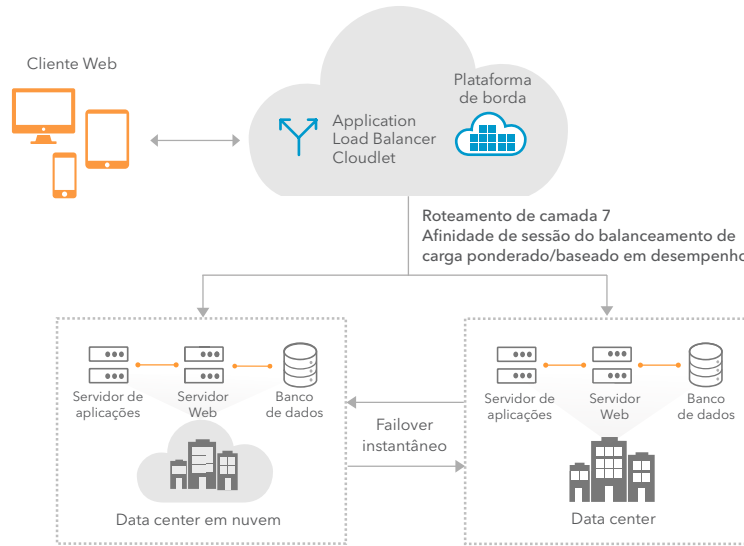 Cliente Web
Plataforma
de borda
Application
Load Balancer
Cloudlet
Roteamento de camada 7
Afinidade de sessão do balanceamento de
carga ponderado/baseado em desempenho
Servidor de
aplicações
Servidor
Web
Banco
de dados
Data center em nuvem
Failover
instantâneo
Servidor de
aplicações
Servidor
Web
Banco
de dados
Data center